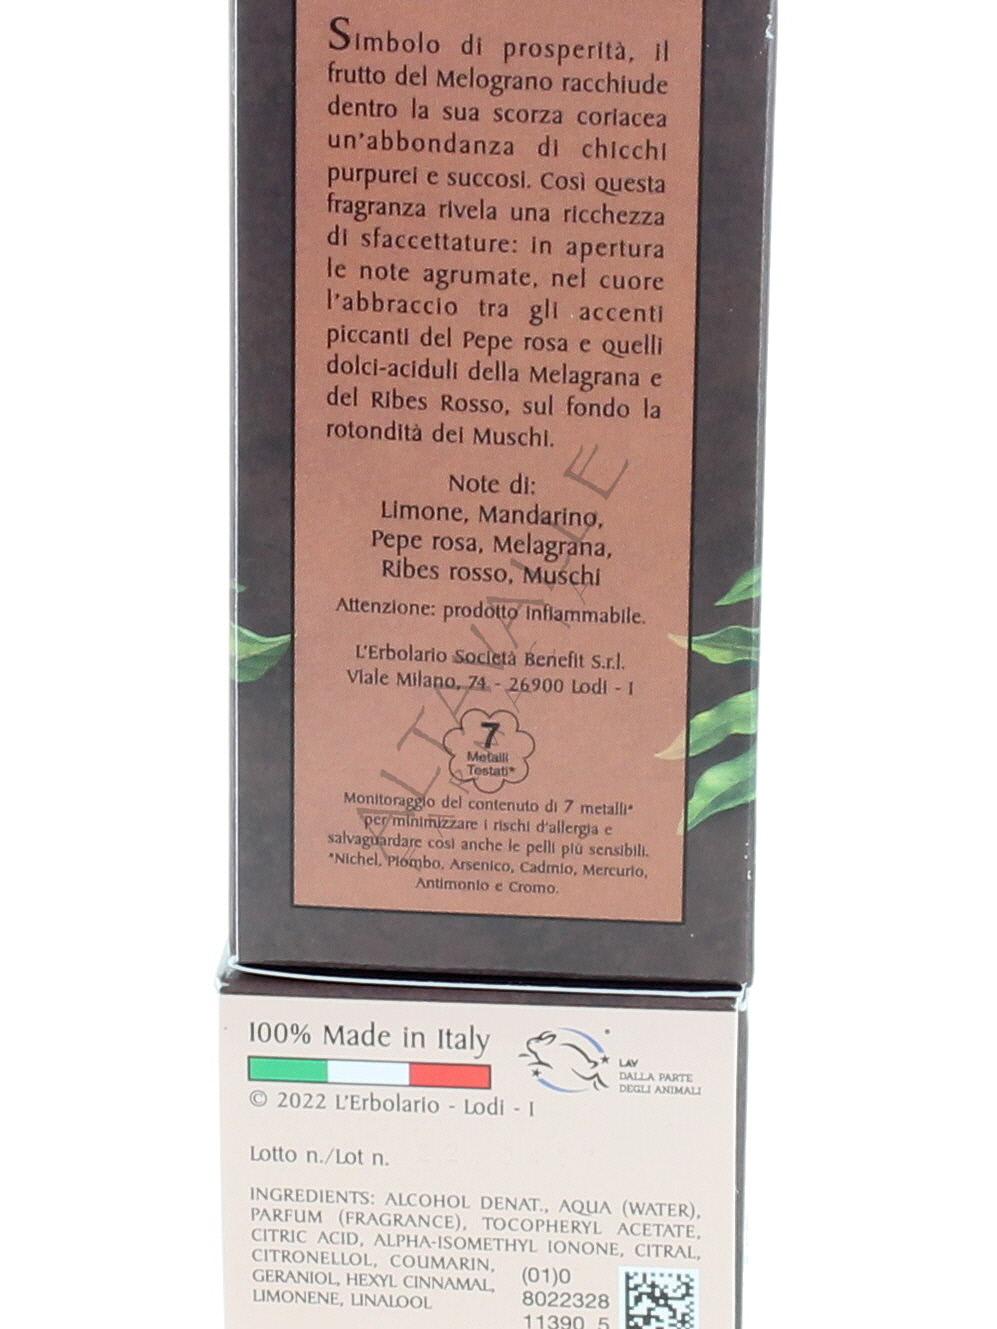 Simbolo di prosperità, il
frutto del Melograno racchiude
dentro la sua scorza coriacea
un'abbondanza di chicchi
purpurei e succosi. Così questa
fragranza rivela una ricchezza
di sfaccettature: in apertura
le note agrumate, nel cuore
l'abbraccio tra gli accenti
piccanti del Pepe rosa e quelli
dolci-aciduli della Melagrana e
del Ribes Rosso, sul fondo la
rotondità dei Muschi.
Note di:
Limone, Mandarino,
Pepe rosa, Melagrana,
Ribes rosso, Muschi
Attenzione: prodotto infiammabile.
L'Erbolario Società Benefit S.r.l.
Viale Milano, 74 - 26900 Lodi - I
7
Metalli
Testati*
Monitoraggio del contenuto di 7 metalli*
per minimizzare i rischi d'allergia e
salvaguardare così anche le pelli più sensibili.
*Nichel, Piombo, Arsenico, Cadmio, Mercurio,
Antimonio e Cromo.
ALTAVALLE
100% Made in Italy
LAV
DALLA PARTE
DEGLI ANIMALI
© 2022 L'Erbolario - Lodi - I
Lotto n./Lot n.
INGREDIENTS: ALCOHOL DENAT., AQUA (WATER),
PARFUM (FRAGRANCE), TOCOPHERYL ACETATE,
CITRIC ACID, ALPHA-ISOMETHYL IONONE, CITRAL,
CITRONELLOL, COUMARIN,
GERANIOL, HEXYL CINNAMAL,
LIMONENE, LINALOOL
(01)0
8022328
11390 5